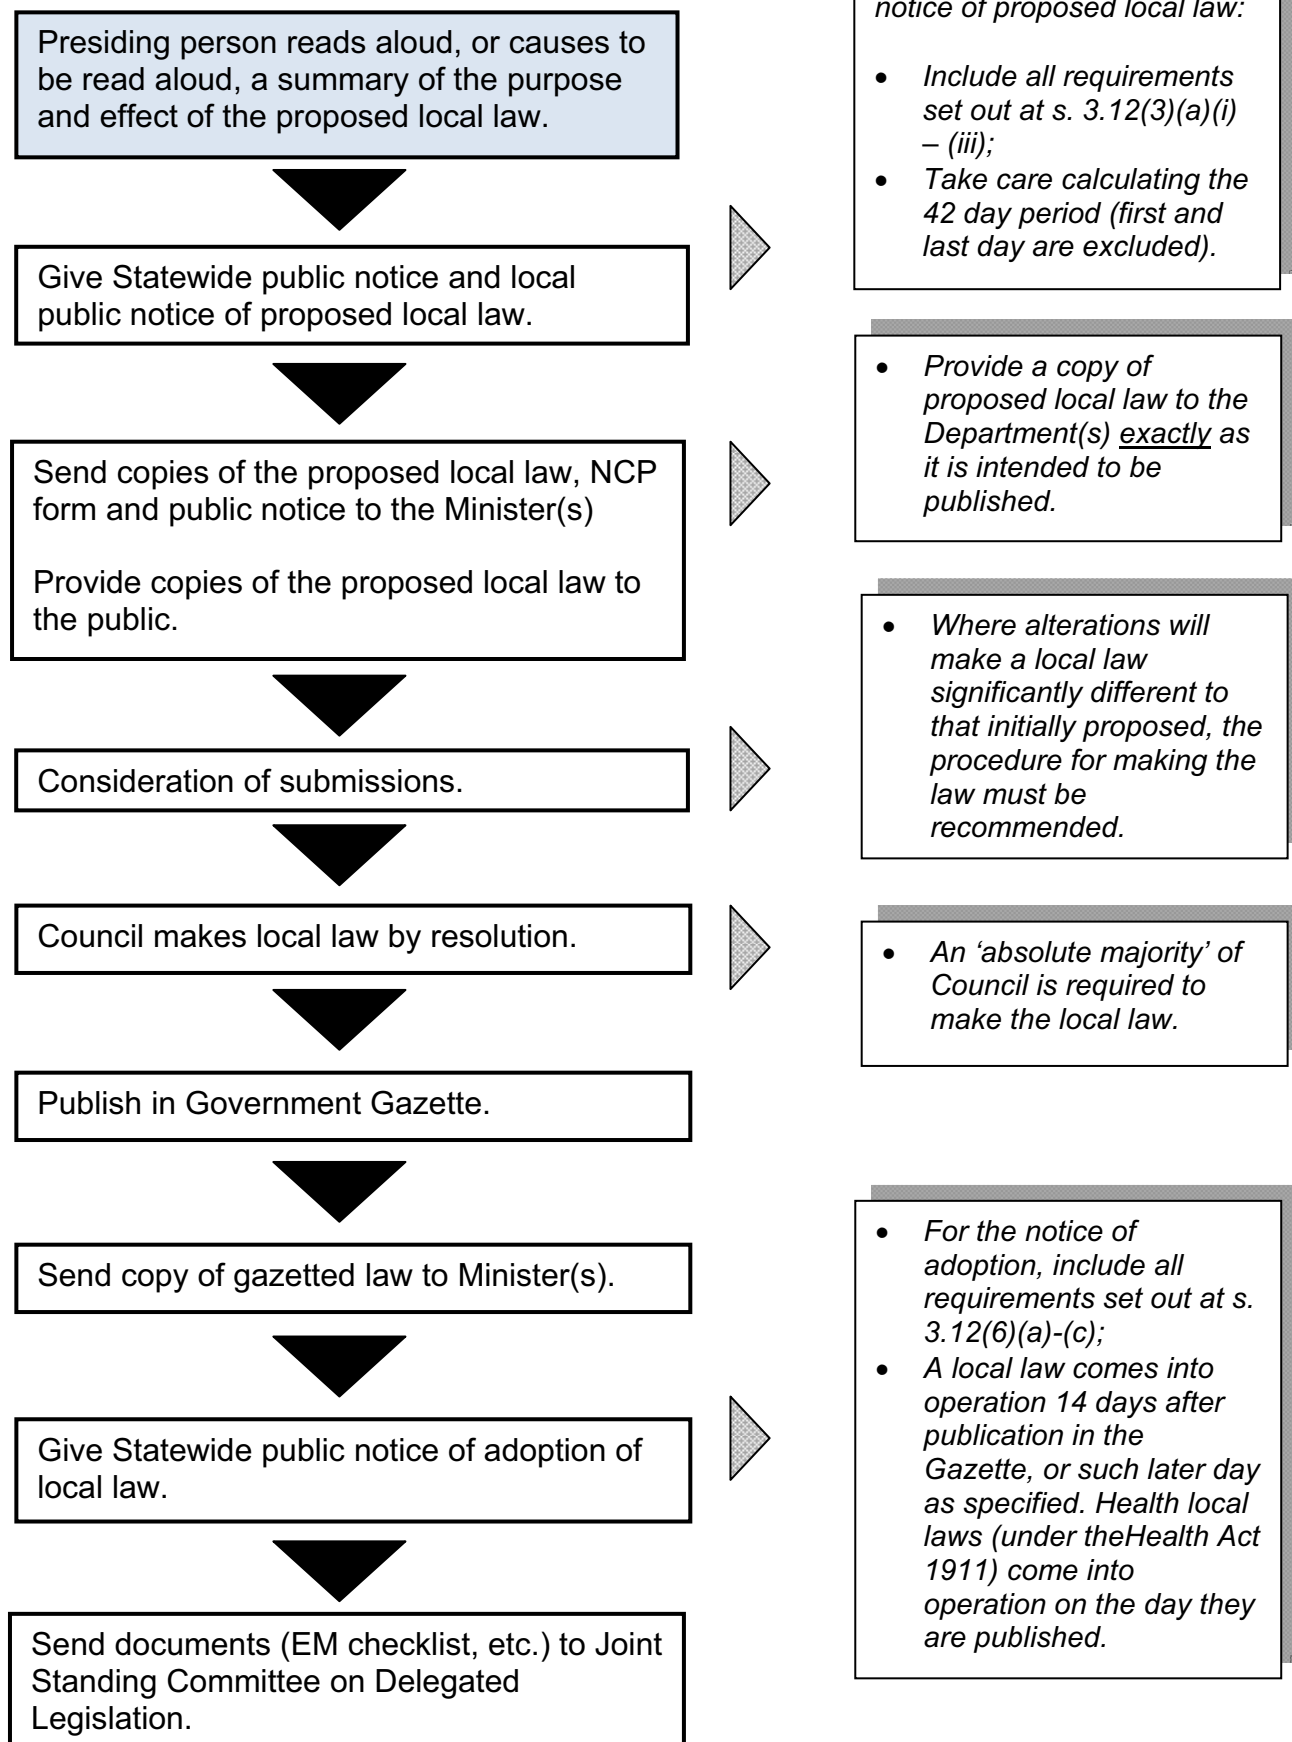 Presiding person reads aloud, or causes to
be read aloud, a summary of the purpose
and effect of the proposed local law.
Give Statewide public notice and local
public notice of proposed local law.
notice of proposed local law:
• Include all requirements
set out at s. 3.12(3)(a)(i)
– (iii);
• Take care calculating the
42 day period (first and
last day are excluded).
Send copies of the proposed local law, NCP
form and public notice to the Minister(s)
Provide copies of the proposed local law to
the public.
• Provide a copy of
proposed local law to the
Department(s) exactly as
it is intended to be
published.
Consideration of submissions.
• Where alterations will
make a local law
significantly different to
that initially proposed, the
procedure for making the
law must be
recommended.
Council makes local law by resolution.
• An ‘absolute majority’ of
Council is required to
make the local law.
Publish in Government Gazette.
Send copy of gazetted law to Minister(s).
Give Statewide public notice of adoption of
local law.
• For the notice of
adoption, include all
requirements set out at s.
3.12(6)(a)-(c);
• A local law comes into
operation 14 days after
publication in the
Gazette, or such later day
as specified. Health local
laws (under theHealth Act
1911) come into
operation on the day they
are published.
Send documents (EM checklist, etc.) to Joint
Standing Committee on Delegated
Legislation.